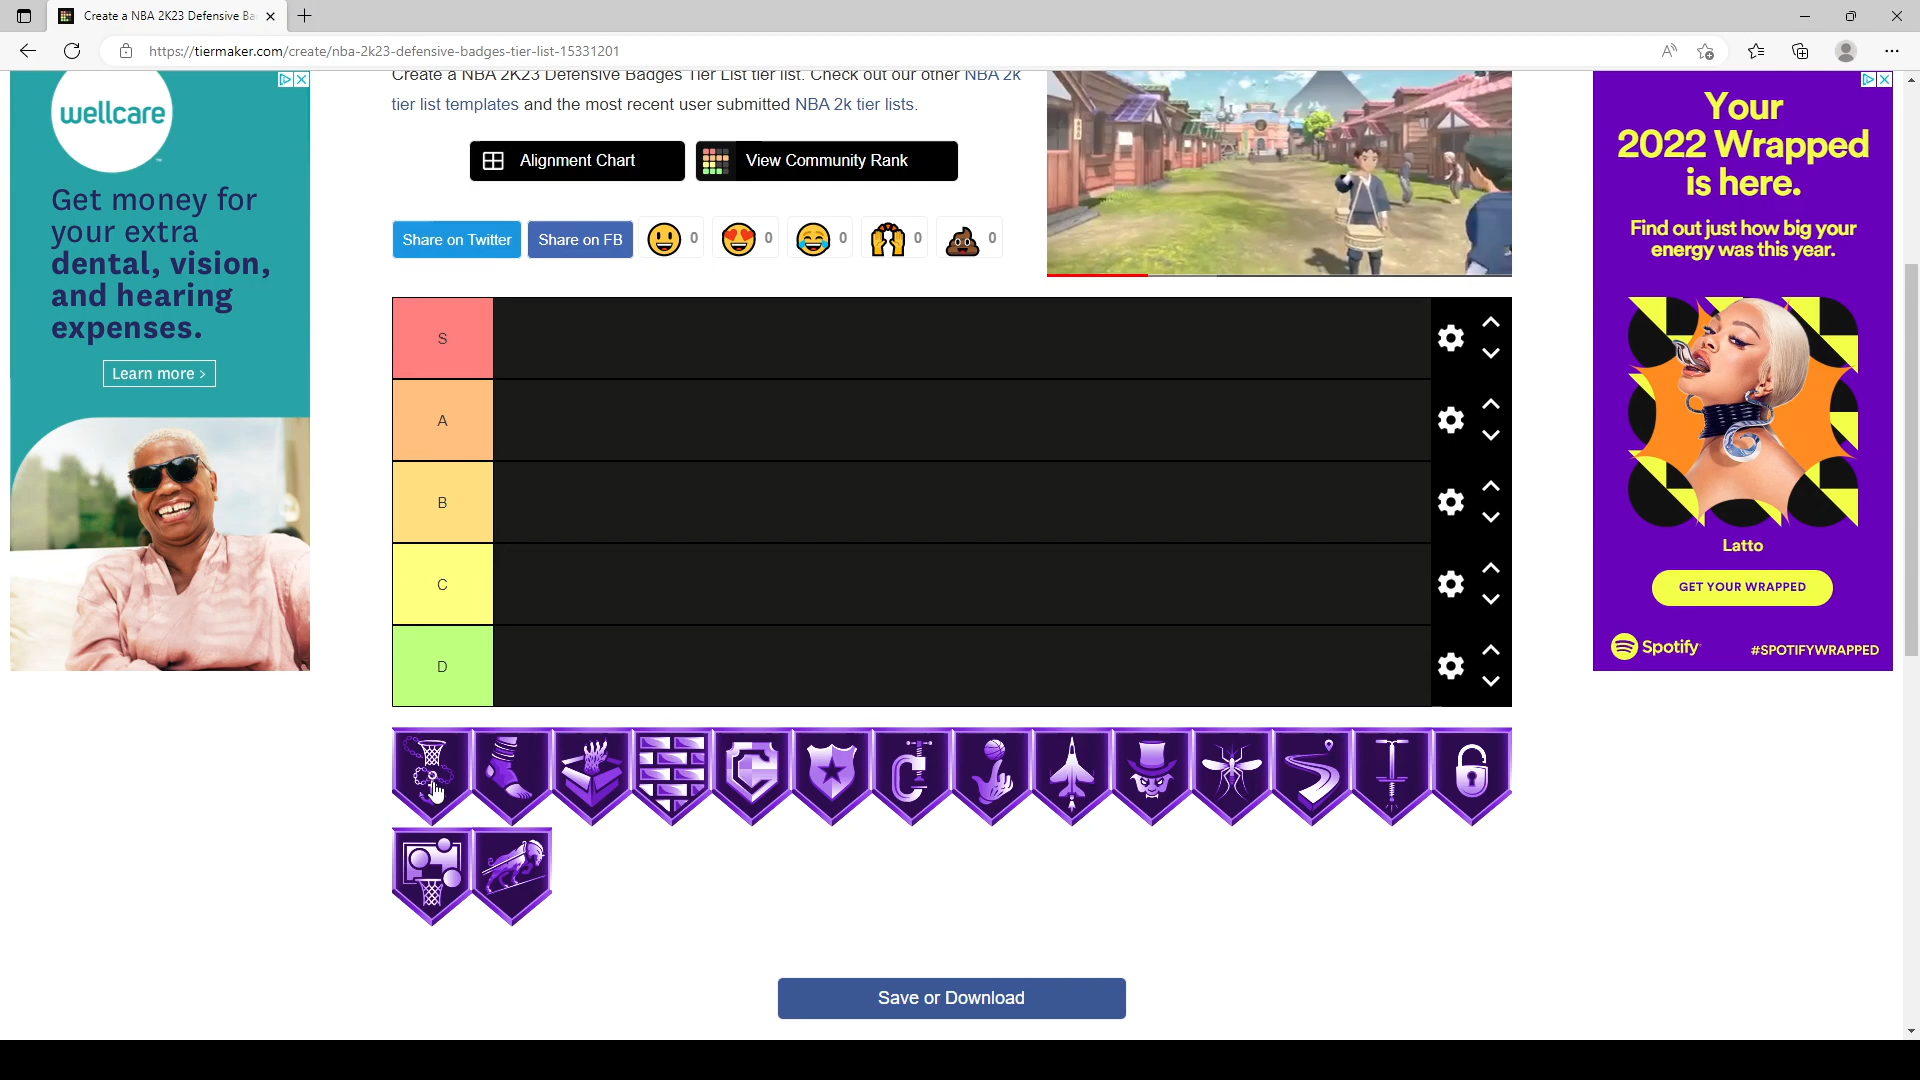 Create a NBA 2K23 Defensive Ba
https://tiermaker.com/create/nba-2k23-defensive-badges-tier-list-15331201
Create a NBA 2K23 Defensive Badges Tier List tier list. Check out our other NBA 2k
tier list templates and the most recent user submitted NBA 2k tier lists.
Alignment Chart
View Community Rank
Share on Twitter
Share on FB
0
0
0
0
0
S
A
B
C
D
Save or Download
wellcare
Get money for
your extra
dental, vision,
and hearing
expenses.
Learn more >
Your
2022 Wrapped
is here.
Find out just how big your
energy was this year.
Latto
GET YOUR WRAPPED
Spotify
#SPOTIFYWRAPPED